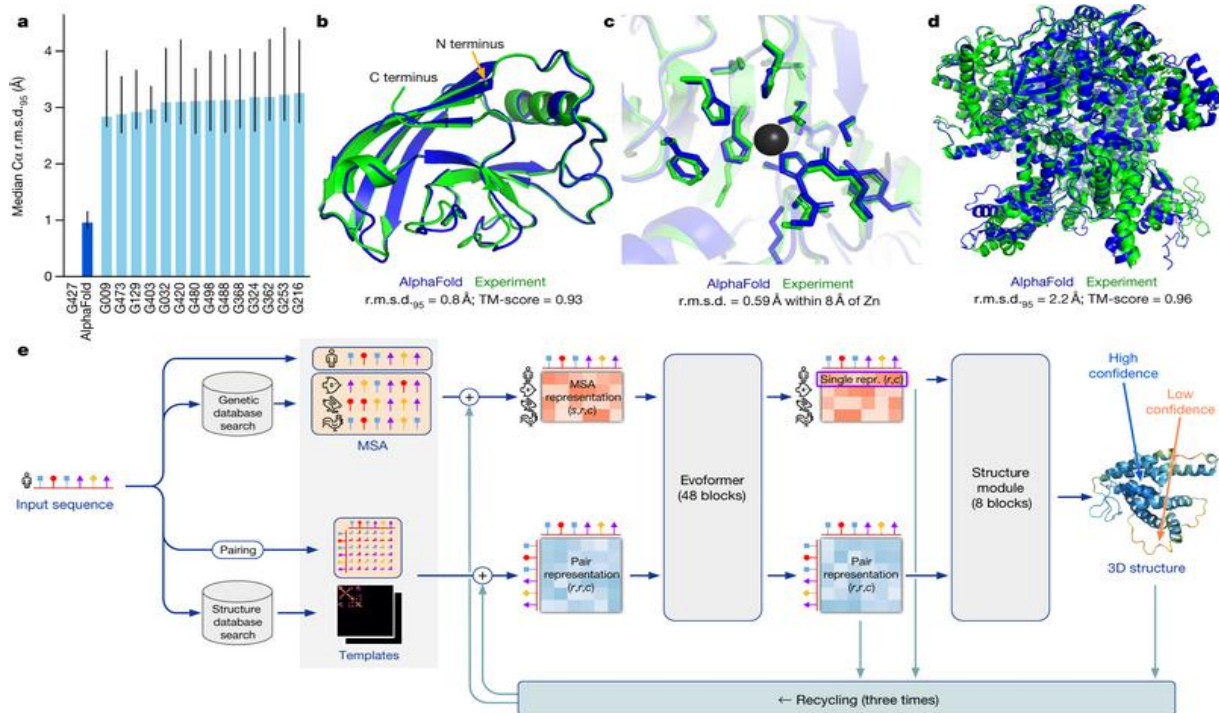 a
Median Cα r.m.s.d.95 (Å)
4
3
2
1
0
G427
AlphaFold
G009
G473
G129
G403
G032
G420
G480
G498
G488
G368
G324
G362
G253
G216
b
N terminus
C terminus
AlphaFold Experiment
r.m.s.d.95 = 0.8 Å; TM-score = 0.93
c
AlphaFold Experiment
r.m.s.d. = 0.59 Å within 8 Å of Zn
d
AlphaFold Experiment
r.m.s.d.95 = 2.2 Å; TM-score = 0.96
e
Input sequence
Genetic
database
search
MSA
Pairing
Structure
database
search
Templates
+
+
MSA
representation
(s,r,c)
Pair
representation
(r,r,c)
Evoformer
(48 blocks)
Single repr. (r,c)
Pair
representation
(r,r,c)
Structure
module
(8 blocks)
High
confidence
Low
confidence
3D structure
← Recycling (three times)